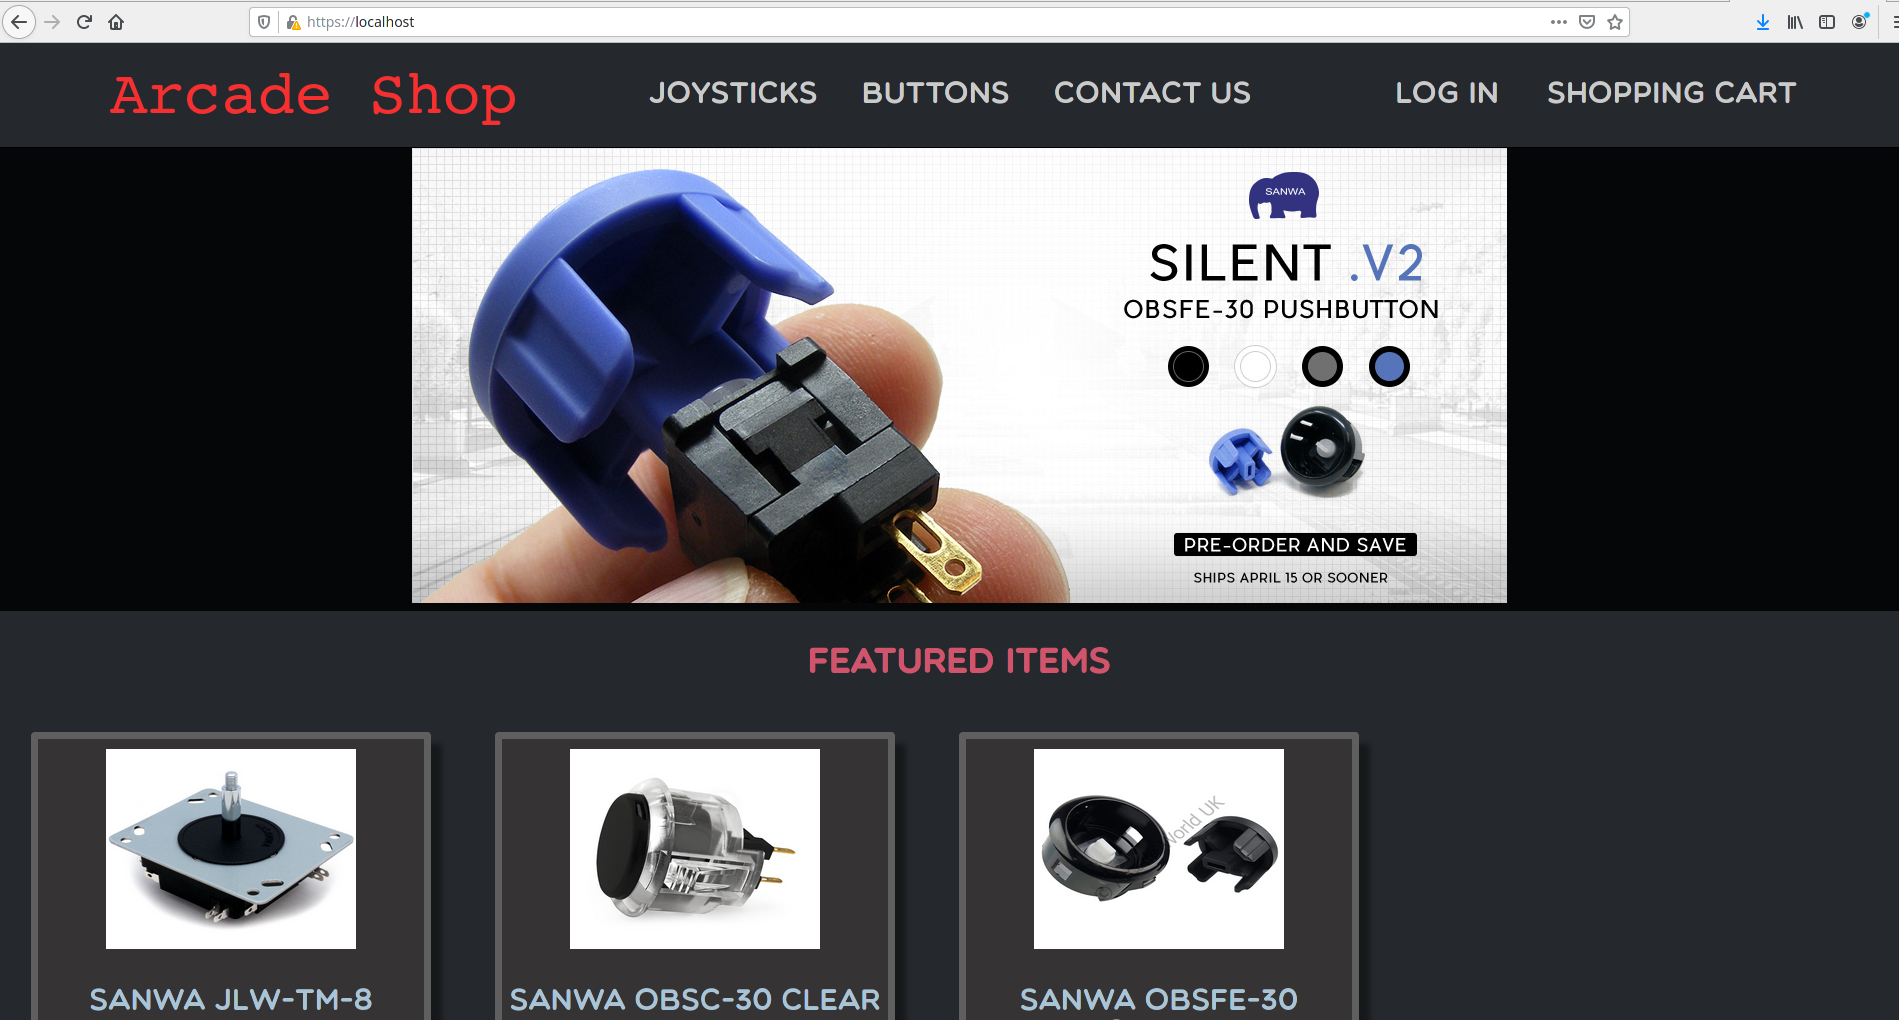 https://localhost
Arcade Shop
JOYSTICKS
BUTTONS
CONTACT US
LOG IN
SHOPPING CART
SANWA
SILENT .V2
OBSFE-30 PUSHBUTTON
PRE-ORDER AND SAVE
SHIPS APRIL 15 OR SOONER
FEATURED ITEMS
World UK
SANWA JLW-TM-8
SANWA OBSC-30 CLEAR
SANWA OBSFE-30